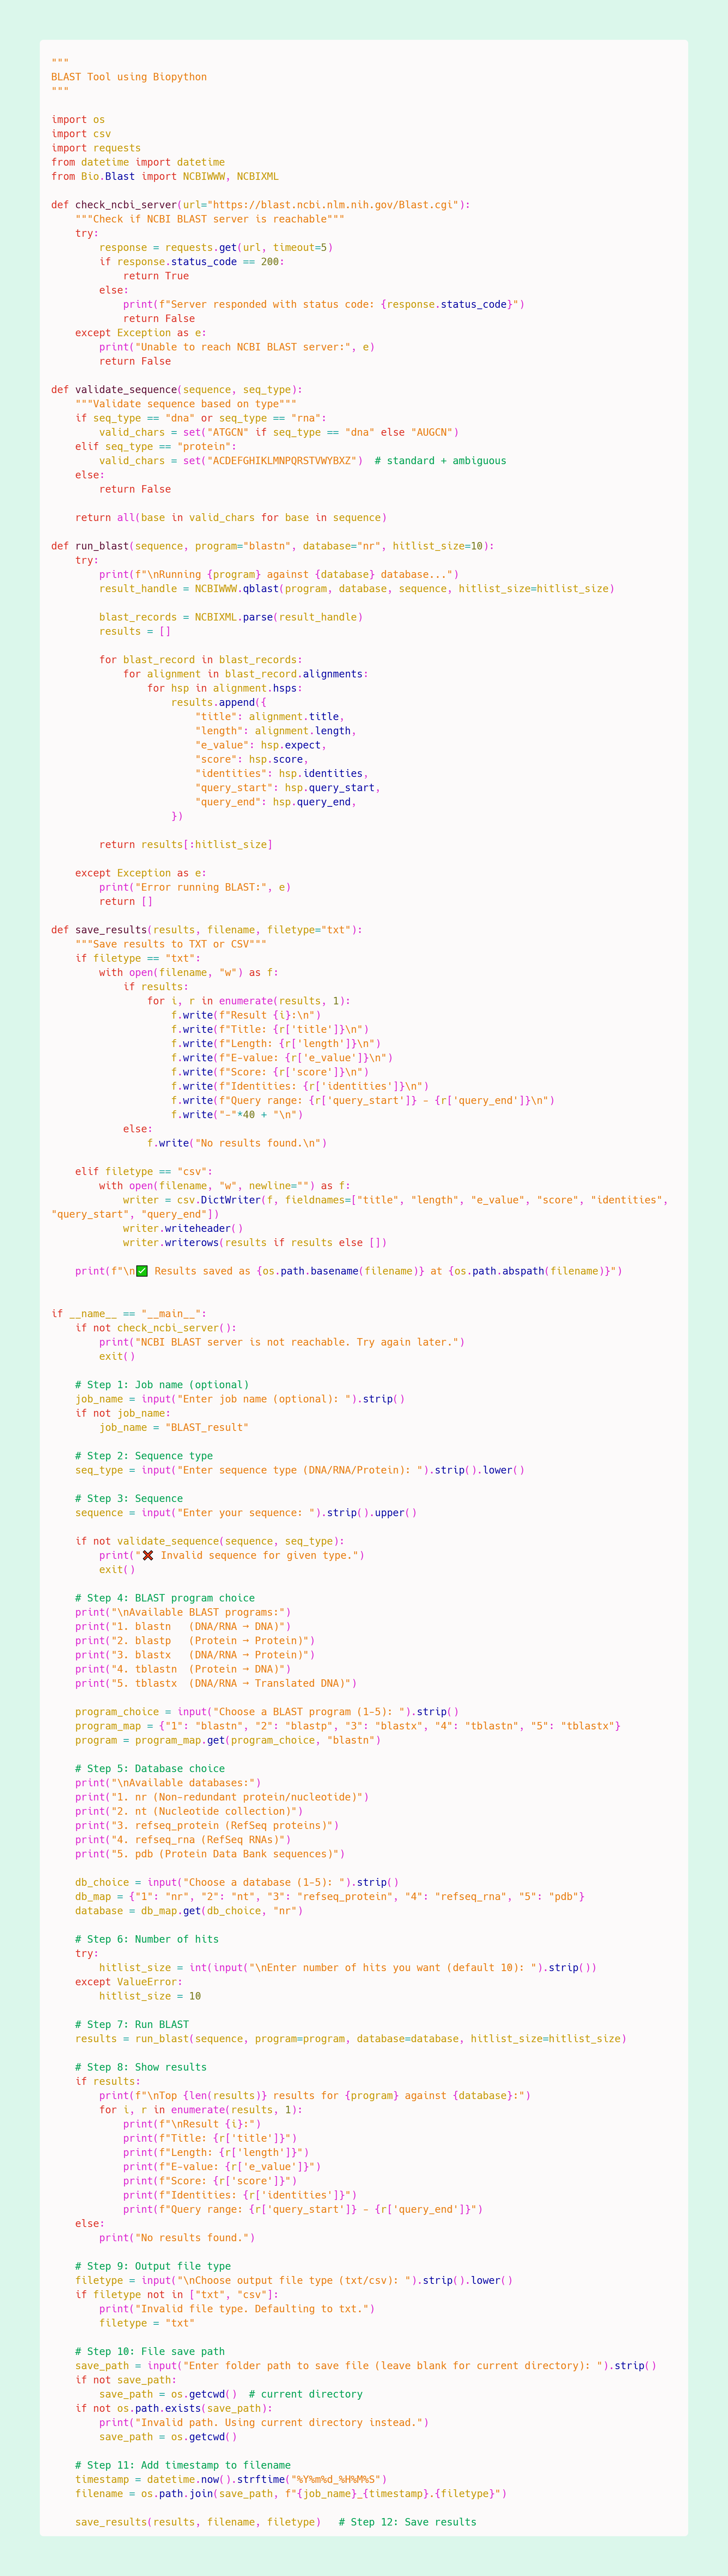 """
BLAST Tool using Biopython
"""

import os
import csv
import requests
from datetime import datetime
from Bio.Blast import NCBIWWW, NCBIXML

def check_ncbi_server(url="https://blast.ncbi.nlm.nih.gov/Blast.cgi"):
    """Check if NCBI BLAST server is reachable"""
    try:
        response = requests.get(url, timeout=5)
        if response.status_code == 200:
            return True
        else:
            print(f"Server responded with status code: {response.status_code}")
            return False
    except Exception as e:
        print("Unable to reach NCBI BLAST server:", e)
        return False

def validate_sequence(sequence, seq_type):
    """Validate sequence based on type"""
    if seq_type == "dna" or seq_type == "rna":
        valid_chars = set("ATGCN" if seq_type == "dna" else "AUGCN")
    elif seq_type == "protein":
        valid_chars = set("ACDEFGHIKLMNPQRSTVWYBXZ")  # standard + ambiguous
    else:
        return False

    return all(base in valid_chars for base in sequence)

def run_blast(sequence, program="blastn", database="nr", hitlist_size=10):
    try:
        print(f"\nRunning {program} against {database} database...")
        result_handle = NCBIWWW.qblast(program, database, sequence, hitlist_size=hitlist_size)

        blast_records = NCBIXML.parse(result_handle)
        results = []

        for blast_record in blast_records:
            for alignment in blast_record.alignments:
                for hsp in alignment.hsps:
                    results.append({
                        "title": alignment.title,
                        "length": alignment.length,
                        "e_value": hsp.expect,
                        "score": hsp.score,
                        "identities": hsp.identities,
                        "query_start": hsp.query_start,
                        "query_end": hsp.query_end,
                    })

        return results[:hitlist_size]

    except Exception as e:
        print("Error running BLAST:", e)
        return []

def save_results(results, filename, filetype="txt"):
    """Save results to TXT or CSV"""
    if filetype == "txt":
        with open(filename, "w") as f:
            if results:
                for i, r in enumerate(results, 1):
                    f.write(f"Result {i}:\n")
                    f.write(f"Title: {r['title']}\n")
                    f.write(f"Length: {r['length']}\n")
                    f.write(f"E-value: {r['e_value']}\n")
                    f.write(f"Score: {r['score']}\n")
                    f.write(f"Identities: {r['identities']}\n")
                    f.write(f"Query range: {r['query_start']} - {r['query_end']}\n")
                    f.write("-"*40 + "\n")
            else:
                f.write("No results found.\n")

    elif filetype == "csv":
        with open(filename, "w", newline="") as f:
            writer = csv.DictWriter(f, fieldnames=["title", "length", "e_value", "score", "identities",
"query_start", "query_end"])
            writer.writeheader()
            writer.writerows(results if results else [])

    print(f"\n✅ Results saved as {os.path.basename(filename)} at {os.path.abspath(filename)}")


if __name__ == "__main__":
    if not check_ncbi_server():
        print("NCBI BLAST server is not reachable. Try again later.")
        exit()

    # Step 1: Job name (optional)
    job_name = input("Enter job name (optional): ").strip()
    if not job_name:
        job_name = "BLAST_result"

    # Step 2: Sequence type
    seq_type = input("Enter sequence type (DNA/RNA/Protein): ").strip().lower()

    # Step 3: Sequence
    sequence = input("Enter your sequence: ").strip().upper()

    if not validate_sequence(sequence, seq_type):
        print("❌ Invalid sequence for given type.")
        exit()

    # Step 4: BLAST program choice
    print("\nAvailable BLAST programs:")
    print("1. blastn   (DNA/RNA → DNA)")
    print("2. blastp   (Protein → Protein)")
    print("3. blastx   (DNA/RNA → Protein)")
    print("4. tblastn  (Protein → DNA)")
    print("5. tblastx  (DNA/RNA → Translated DNA)")

    program_choice = input("Choose a BLAST program (1-5): ").strip()
    program_map = {"1": "blastn", "2": "blastp", "3": "blastx", "4": "tblastn", "5": "tblastx"}
    program = program_map.get(program_choice, "blastn")

    # Step 5: Database choice
    print("\nAvailable databases:")
    print("1. nr (Non-redundant protein/nucleotide)")
    print("2. nt (Nucleotide collection)")
    print("3. refseq_protein (RefSeq proteins)")
    print("4. refseq_rna (RefSeq RNAs)")
    print("5. pdb (Protein Data Bank sequences)")

    db_choice = input("Choose a database (1-5): ").strip()
    db_map = {"1": "nr", "2": "nt", "3": "refseq_protein", "4": "refseq_rna", "5": "pdb"}
    database = db_map.get(db_choice, "nr")

    # Step 6: Number of hits
    try:
        hitlist_size = int(input("\nEnter number of hits you want (default 10): ").strip())
    except ValueError:
        hitlist_size = 10

    # Step 7: Run BLAST
    results = run_blast(sequence, program=program, database=database, hitlist_size=hitlist_size)

    # Step 8: Show results
    if results:
        print(f"\nTop {len(results)} results for {program} against {database}:")
        for i, r in enumerate(results, 1):
            print(f"\nResult {i}:")
            print(f"Title: {r['title']}")
            print(f"Length: {r['length']}")
            print(f"E-value: {r['e_value']}")
            print(f"Score: {r['score']}")
            print(f"Identities: {r['identities']}")
            print(f"Query range: {r['query_start']} - {r['query_end']}")
    else:
        print("No results found.")

    # Step 9: Output file type
    filetype = input("\nChoose output file type (txt/csv): ").strip().lower()
    if filetype not in ["txt", "csv"]:
        print("Invalid file type. Defaulting to txt.")
        filetype = "txt"

    # Step 10: File save path
    save_path = input("Enter folder path to save file (leave blank for current directory): ").strip()
    if not save_path:
        save_path = os.getcwd()  # current directory
    if not os.path.exists(save_path):
        print("Invalid path. Using current directory instead.")
        save_path = os.getcwd()

    # Step 11: Add timestamp to filename
    timestamp = datetime.now().strftime("%Y%m%d_%H%M%S")
    filename = os.path.join(save_path, f"{job_name}_{timestamp}.{filetype}")

    save_results(results, filename, filetype)   # Step 12: Save results